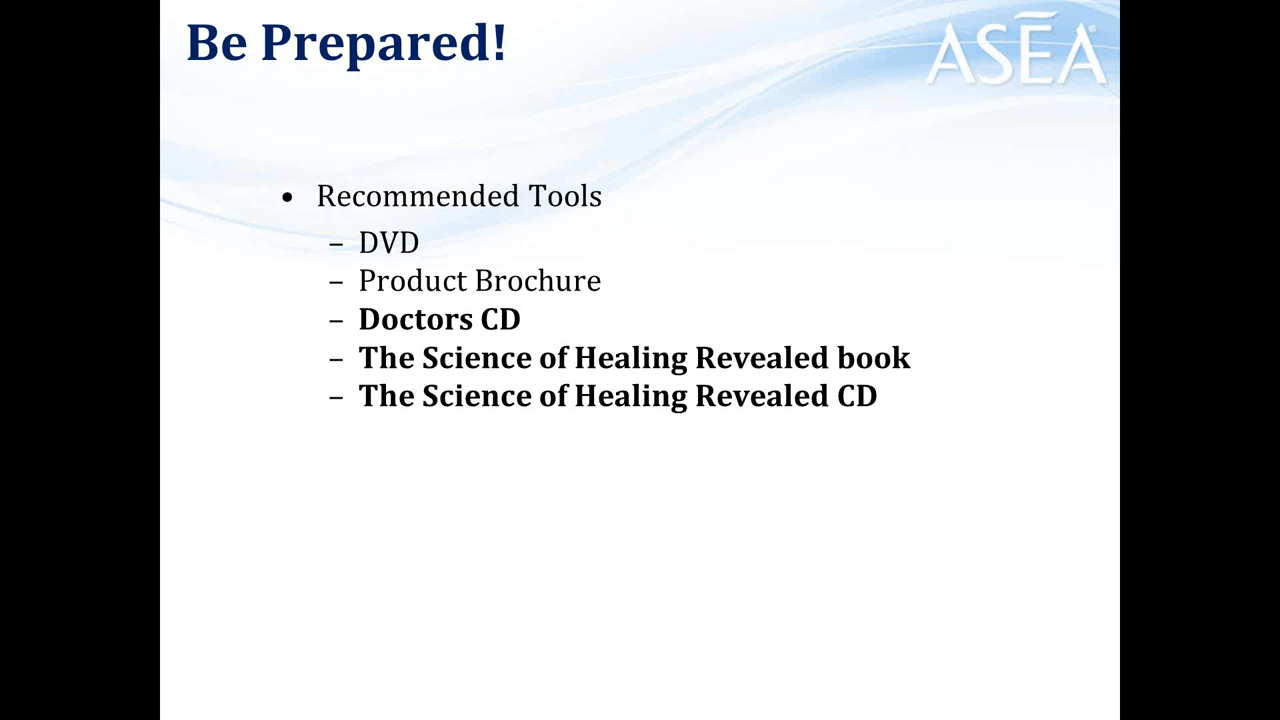 Be Prepared!
ASEA
• Recommended Tools
– DVD
– Product Brochure
– Doctors CD
– The Science of Healing Revealed book
– The Science of Healing Revealed CD